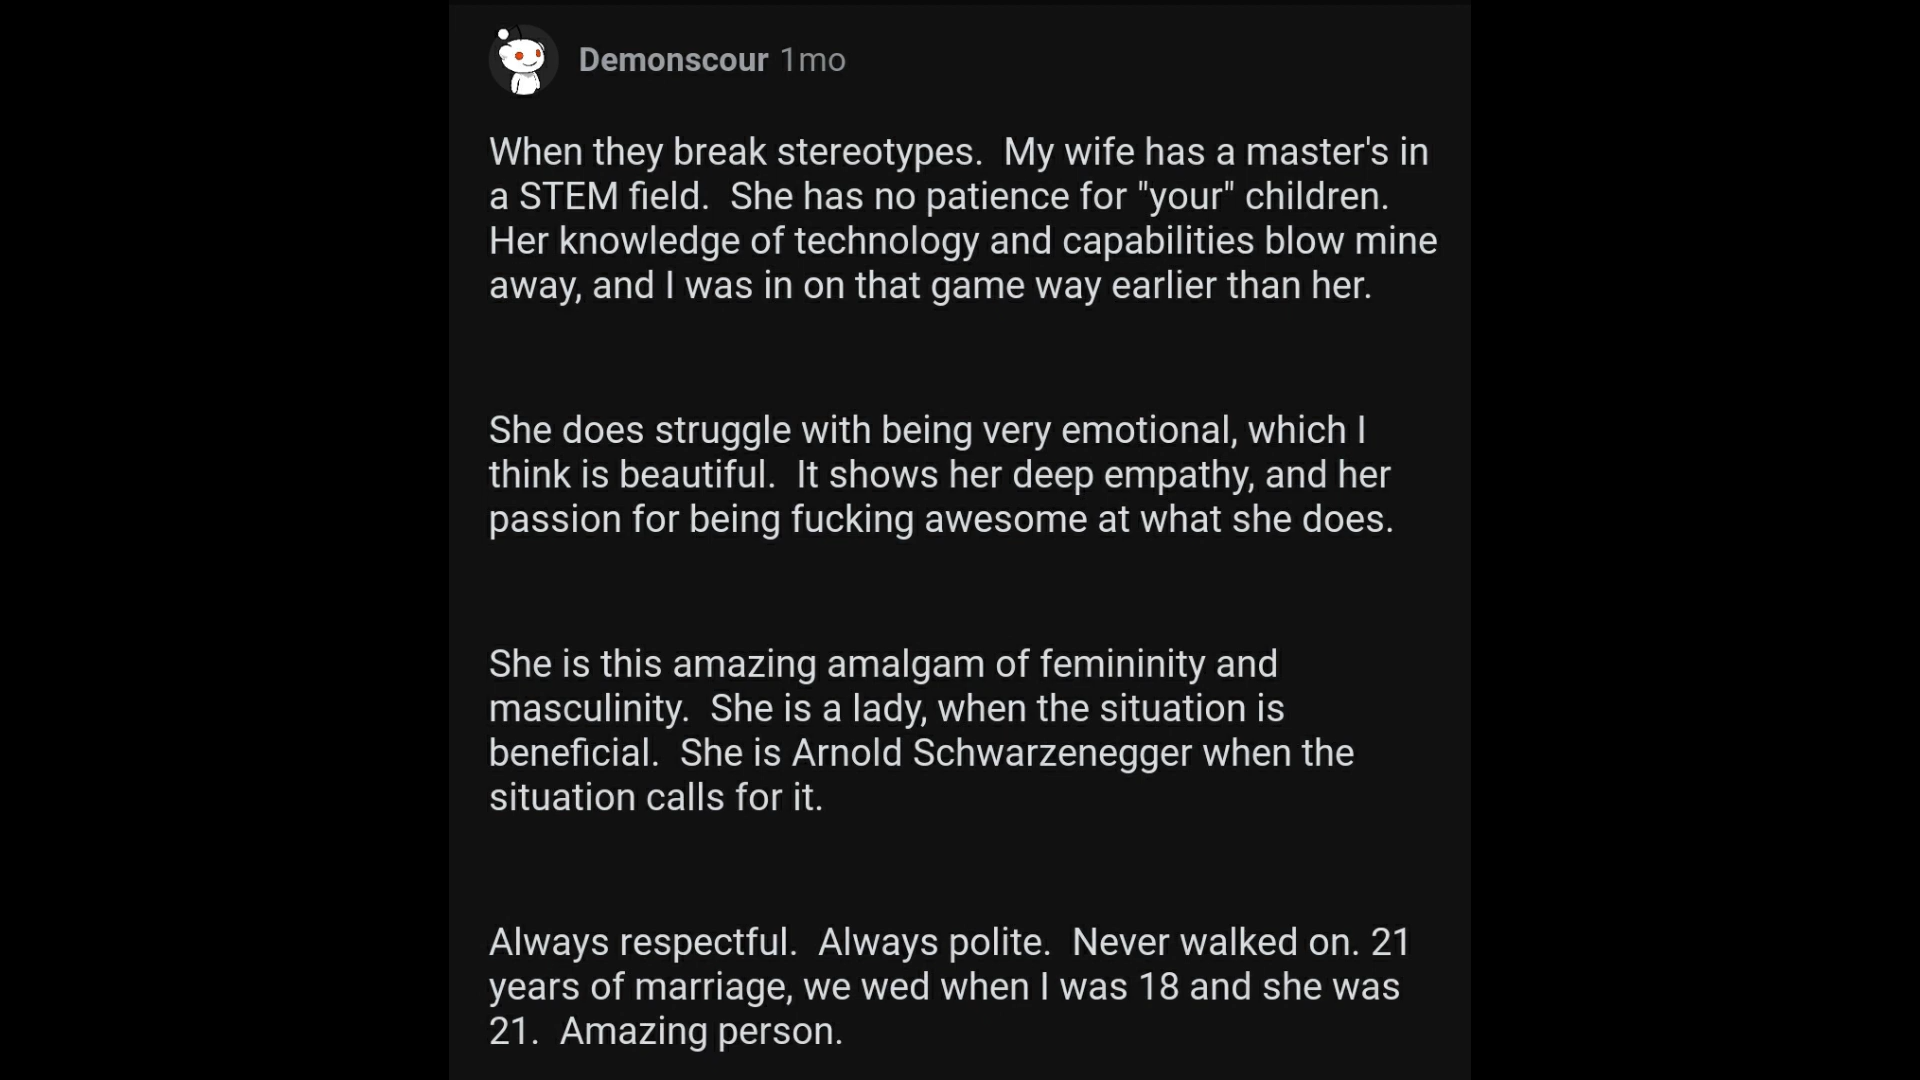 Demonscour 1mo
When they break stereotypes.  My wife has a master's in
a STEM field.  She has no patience for "your" children.
Her knowledge of technology and capabilities blow mine
away, and I was in on that game way earlier than her.
She does struggle with being very emotional, which I
think is beautiful.  It shows her deep empathy, and her
passion for being fucking awesome at what she does.
She is this amazing amalgam of femininity and
masculinity.  She is a lady, when the situation is
beneficial.  She is Arnold Schwarzenegger when the
situation calls for it.
Always respectful.  Always polite.  Never walked on. 21
years of marriage, we wed when I was 18 and she was
21.  Amazing person.